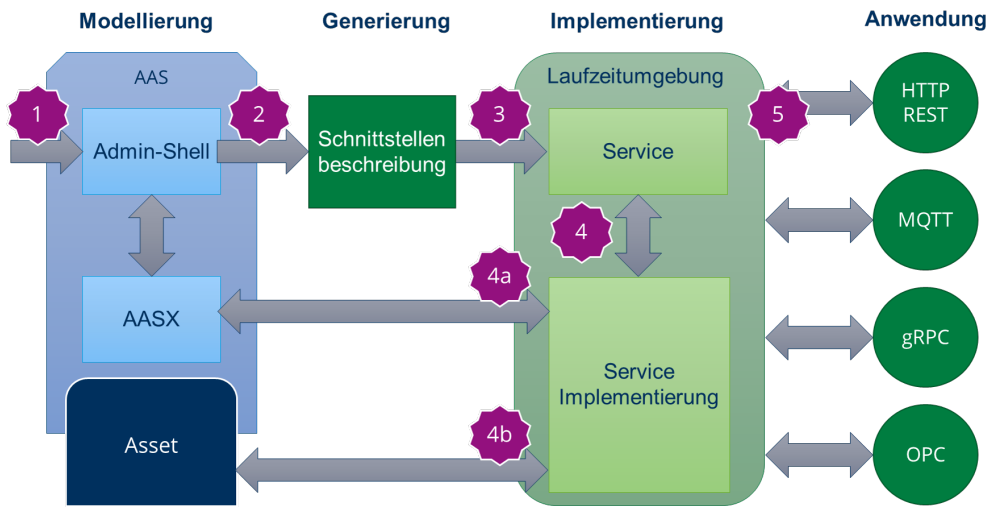 Modellierung
Generierung
Implementierung
Anwendung
AAS
1
Admin-Shell
2
AASX
Asset
Schnittstellen
beschreibung
3
Laufzeitumgebung
Service
4
4a
4b
Service
Implementierung
5
HTTP
REST
MQTT
gRPC
OPC